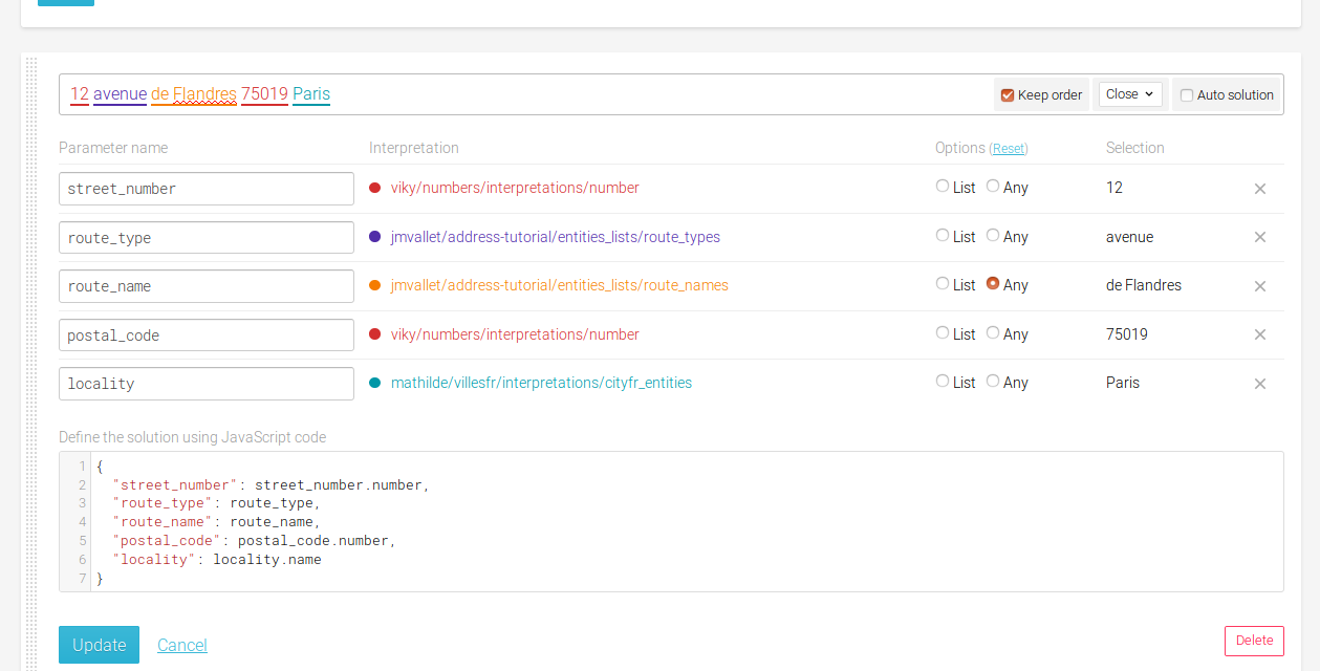 12 avenue de Flandres 75019 Paris Keep order Close Auto solution
Parameter name Interpretation Options (Reset) Selection
street_number viky/numbers/interpretations/number List Any 12
route_type jmvallet/address-tutorial/entities_lists/route_types List Any avenue
route_name jmvallet/address-tutorial/entities_lists/route_names List Any de Flandres
postal_code viky/numbers/interpretations/number List Any 75019
locality mathilde/villesfr/interpretations/cityfr_entities List Any Paris
Define the solution using JavaScript code
1 {
2 "street_number": street_number.number,
3 "route_type": route_type,
4 "route_name": route_name,
5 "postal_code": postal_code.number,
6 "locality": locality.name
7 }
Update Cancel Delete